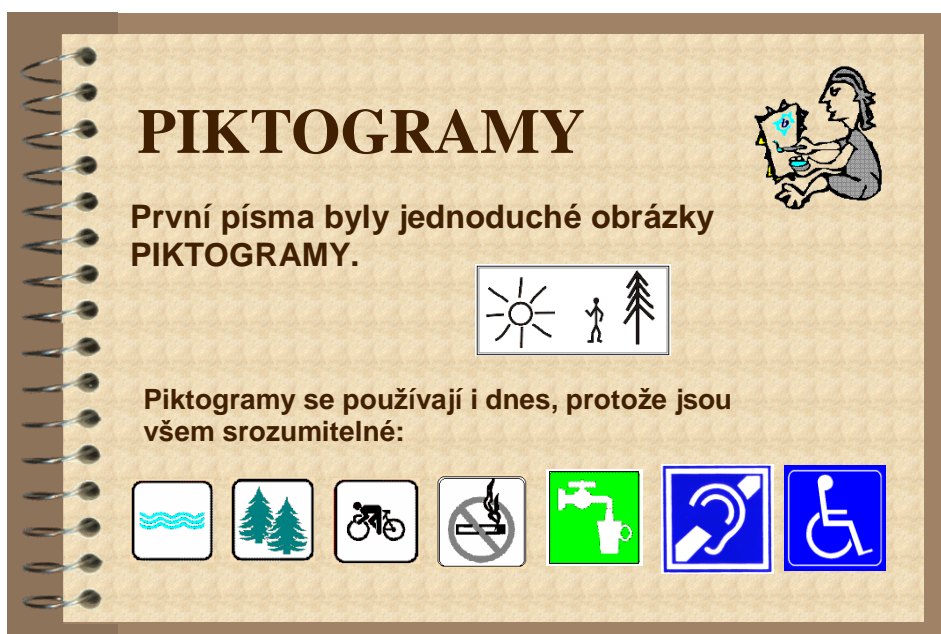 PIKTOGRAMY
První písma byly jednoduché obrázky
PIKTOGRAMY.
Piktogramy se používají i dnes, protože jsou
všem srozumitelné: